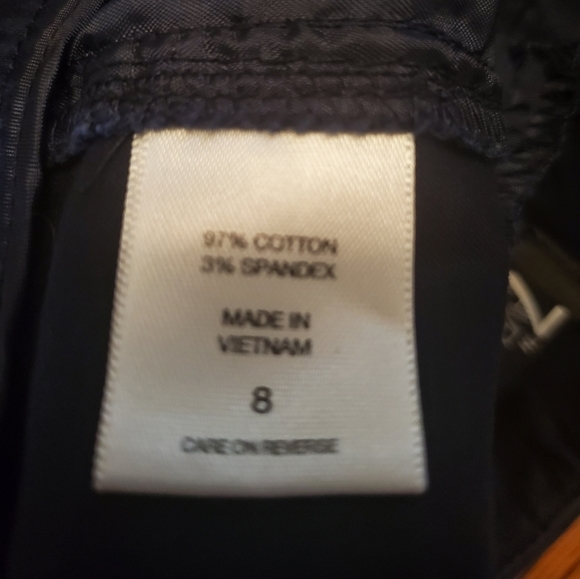 97% COTTON
3% SPANDEX
MADE IN
VIETNAM
8
CARE ON REVERSE